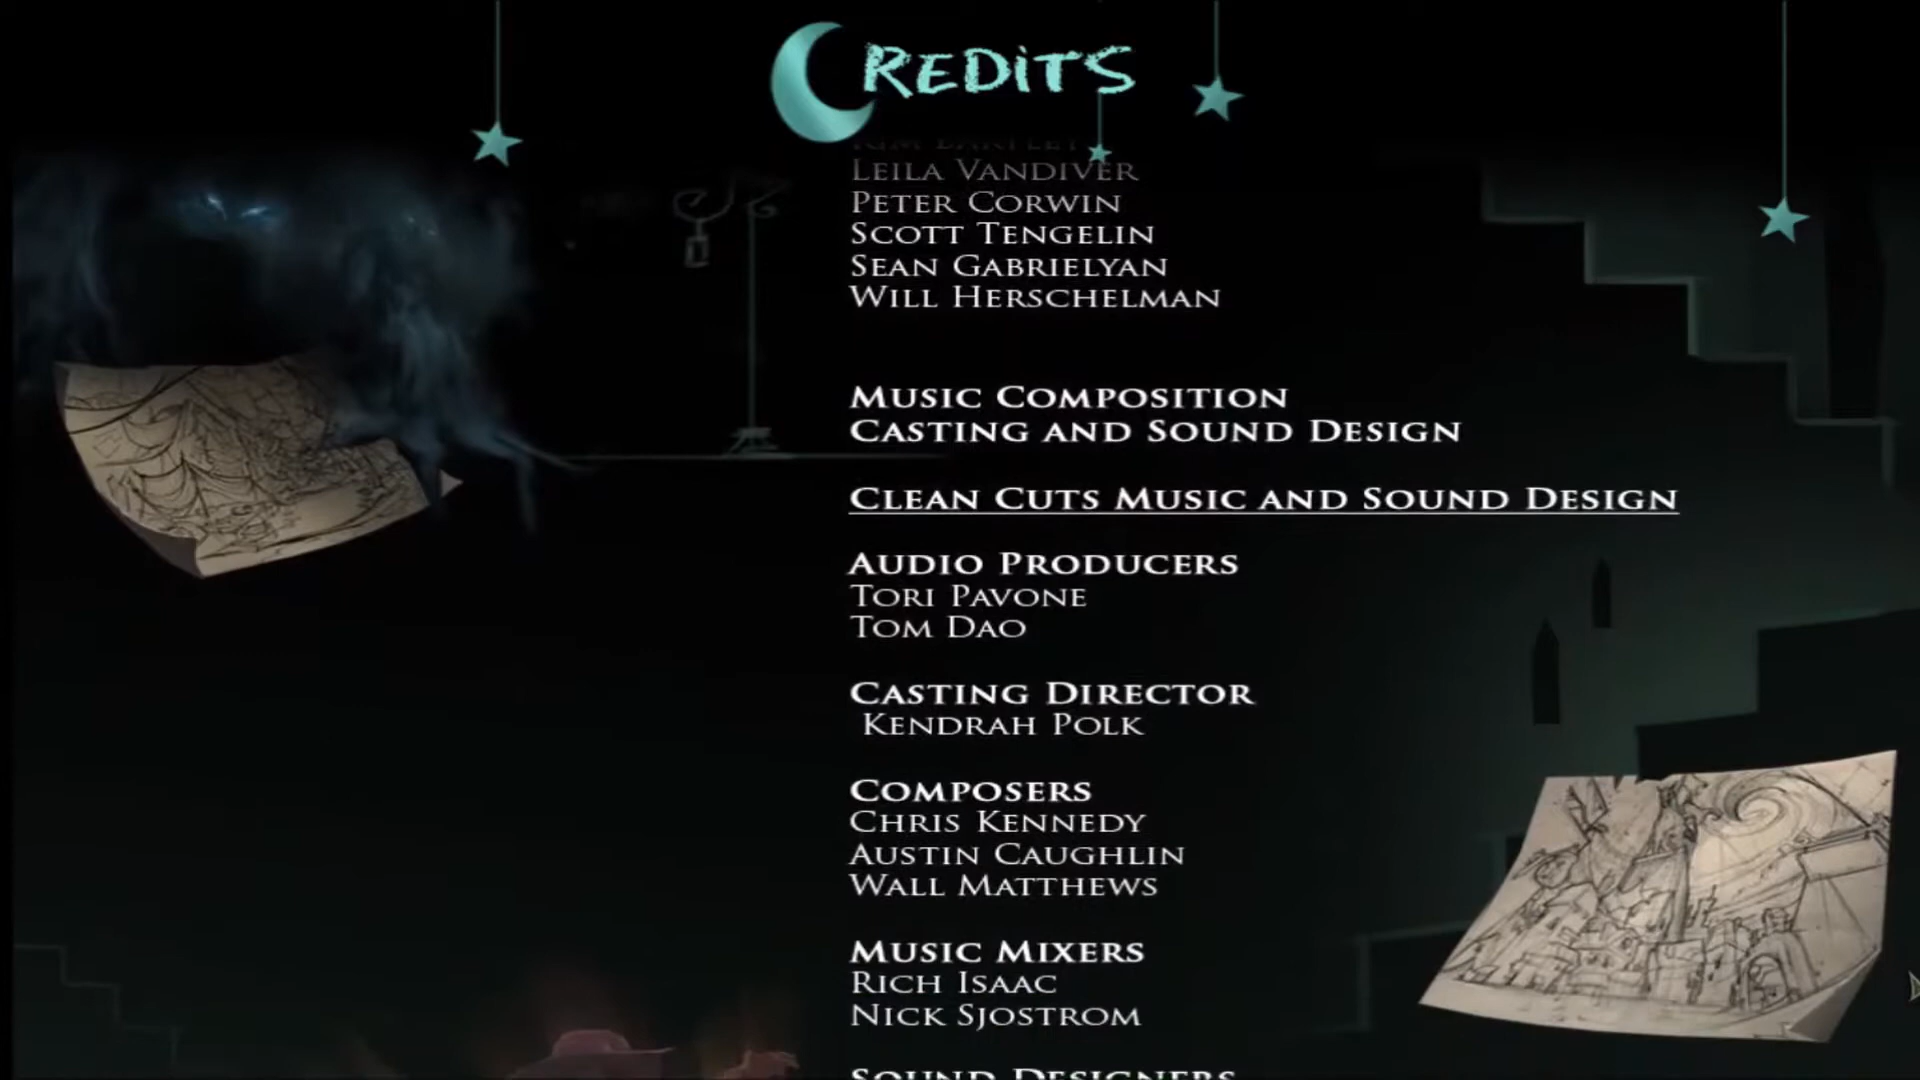 CREDITS
LEILA VANDIVER
PETER CORWIN
SCOTT TENGELIN
SEAN GABRIELYAN
WILL HERSCHELMAN
MUSIC COMPOSITION
CASTING AND SOUND DESIGN
CLEAN CUTS MUSIC AND SOUND DESIGN
AUDIO PRODUCERS
TORI PAVONE
TOM DAO
CASTING DIRECTOR
KENDRAH POLK
COMPOSERS
CHRIS KENNEDY
AUSTIN CAUGHLIN
WALL MATTHEWS
MUSIC MIXERS
RICH ISAAC
NICK SJOSTROM
SOUND DESIGNERS